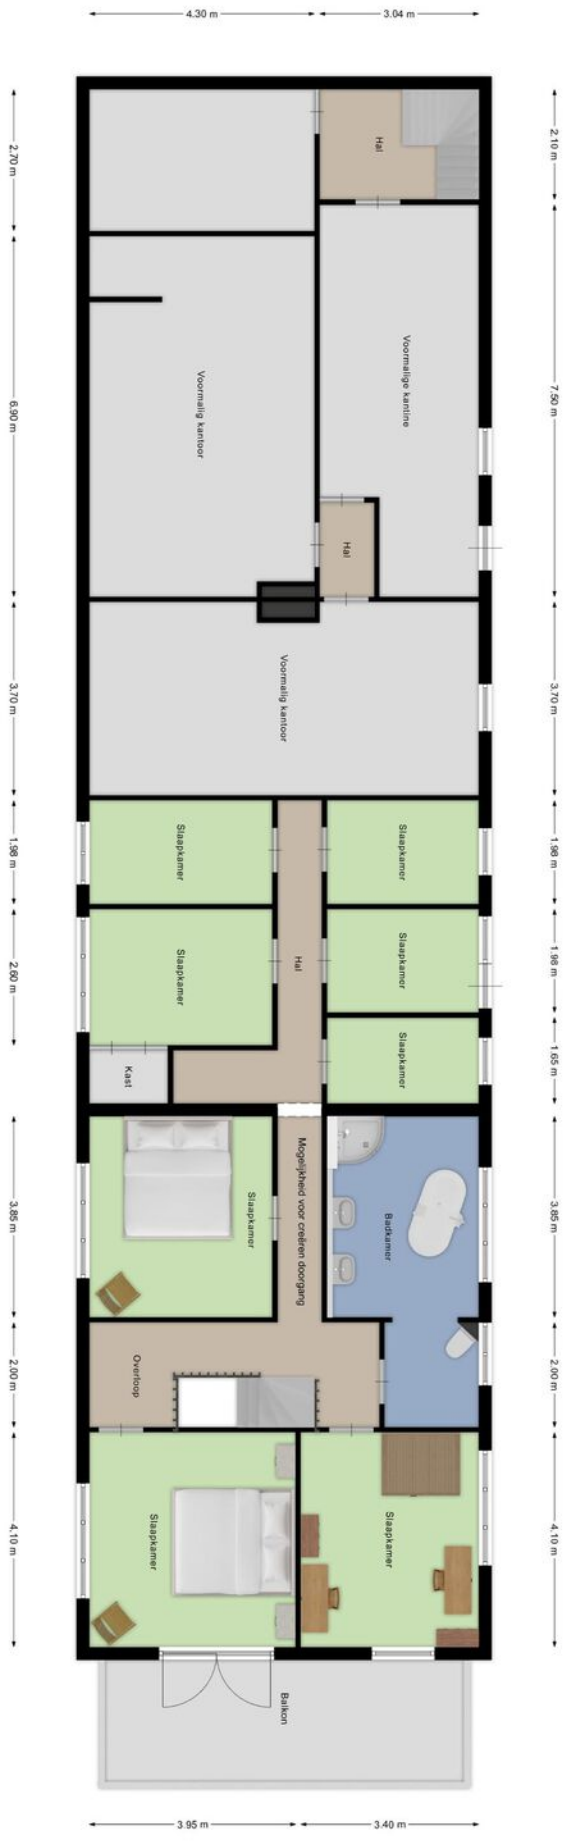 4.30 m
3.04 m
2.70 m
2.10 m
Hal
6.90 m
7.50 m
Voormalig kantoor
Voormalige kantine
Hal
3.70 m
Voormalig kantoor
3.70 m
1.98 m
Slaapkamer
Slaapkamer
1.98 m
2.60 m
Slaapkamer
Hal
Slaapkamer
1.98 m
Kast
Slaapkamer
1.65 m
3.85 m
Slaapkamer
Mogelijkheid voor creëren doorgang
Badkamer
3.85 m
2.00 m
Overloop
2.00 m
4.10 m
Slaapkamer
Slaapkamer
4.10 m
Balkon
3.95 m
3.40 m